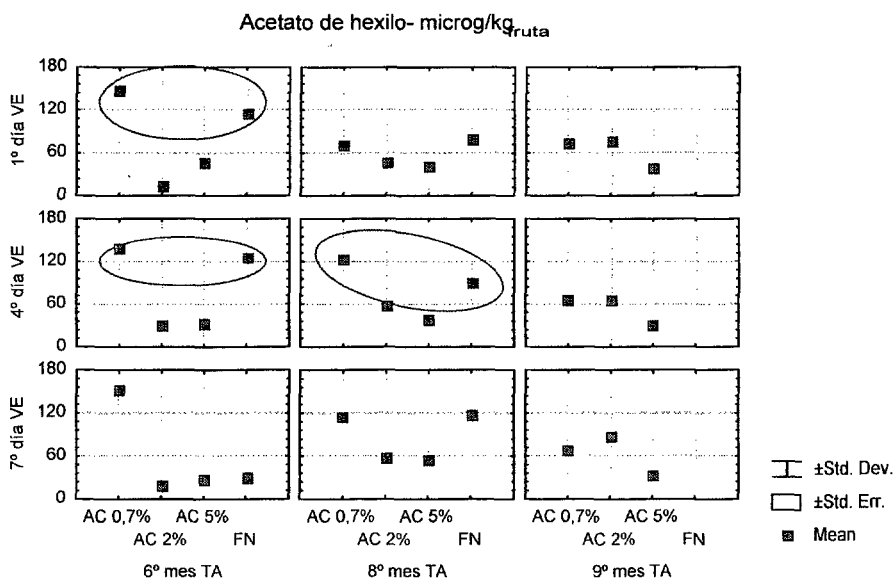 Acetato de hexilo- microg/kg fruta
1º día VE
180
120
60
0
4º día VE
180
120
60
0
7º día VE
180
120
60
0
AC 0,7% AC 5%
AC 2% FN
6º mes TA
AC 0,7% AC 5%
AC 2% FN
8º mes TA
AC 0,7% AC 5%
AC 2% FN
9º mes TA
±Std. Dev.
±Std. Err.
Mean